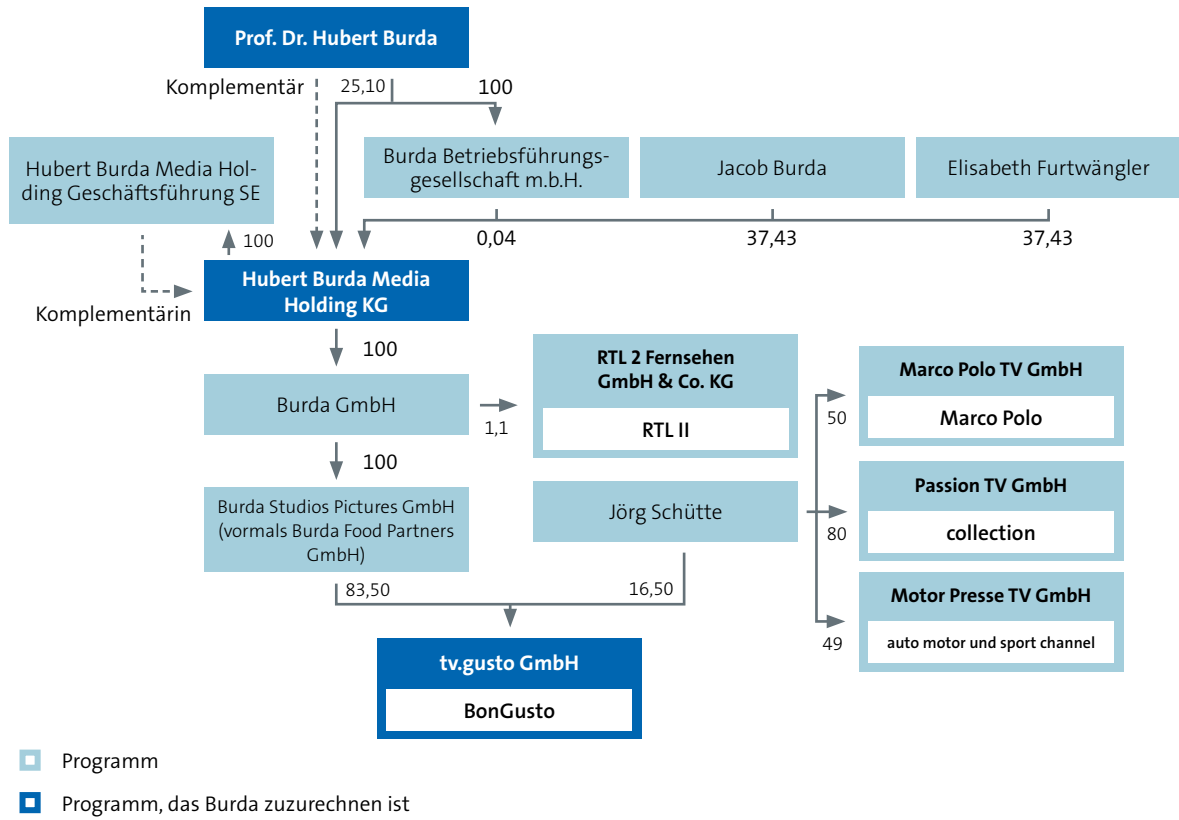 Prof. Dr. Hubert Burda
Komplementär
25,10
100
Hubert Burda Media Hol-
ding Geschäftsführung SE
Burda Betriebsführungs-
gesellschaft m.b.H.
Jacob Burda
Elisabeth Furtwängler
100
0,04
37,43
37,43
Komplementärin
Hubert Burda Media
Holding KG
100
Burda GmbH
1,1
RTL 2 Fernsehen
GmbH & Co. KG
RTL II
Marco Polo TV GmbH
50
Marco Polo
100
Burda Studios Pictures GmbH
(vormals Burda Food Partners
GmbH)
Jörg Schütte
Passion TV GmbH
80
collection
83,50
16,50
Motor Presse TV GmbH
49
auto motor und sport channel
tv.gusto GmbH
BonGusto
Programm
Programm, das Burda zuzurechnen ist